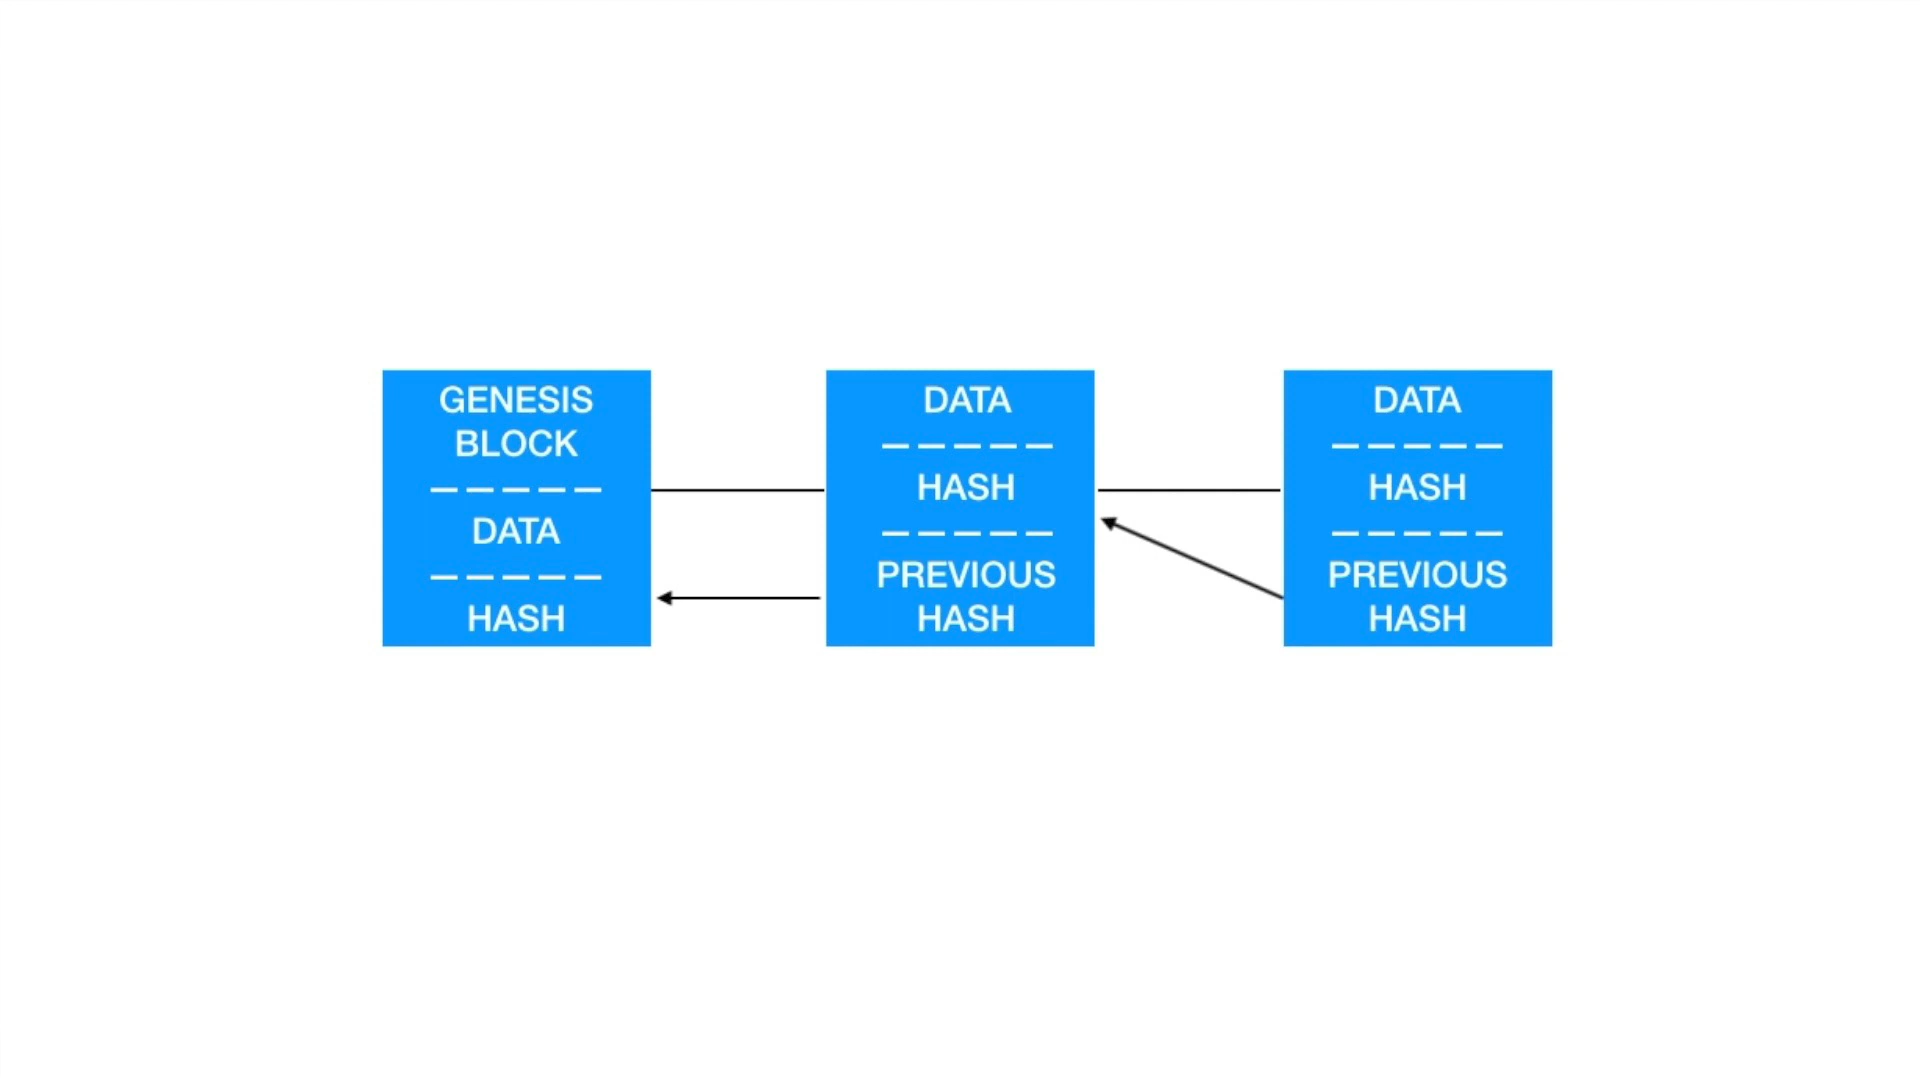 GENESIS
BLOCK
DATA
HASH
DATA
HASH
PREVIOUS
HASH
DATA
HASH
PREVIOUS
HASH